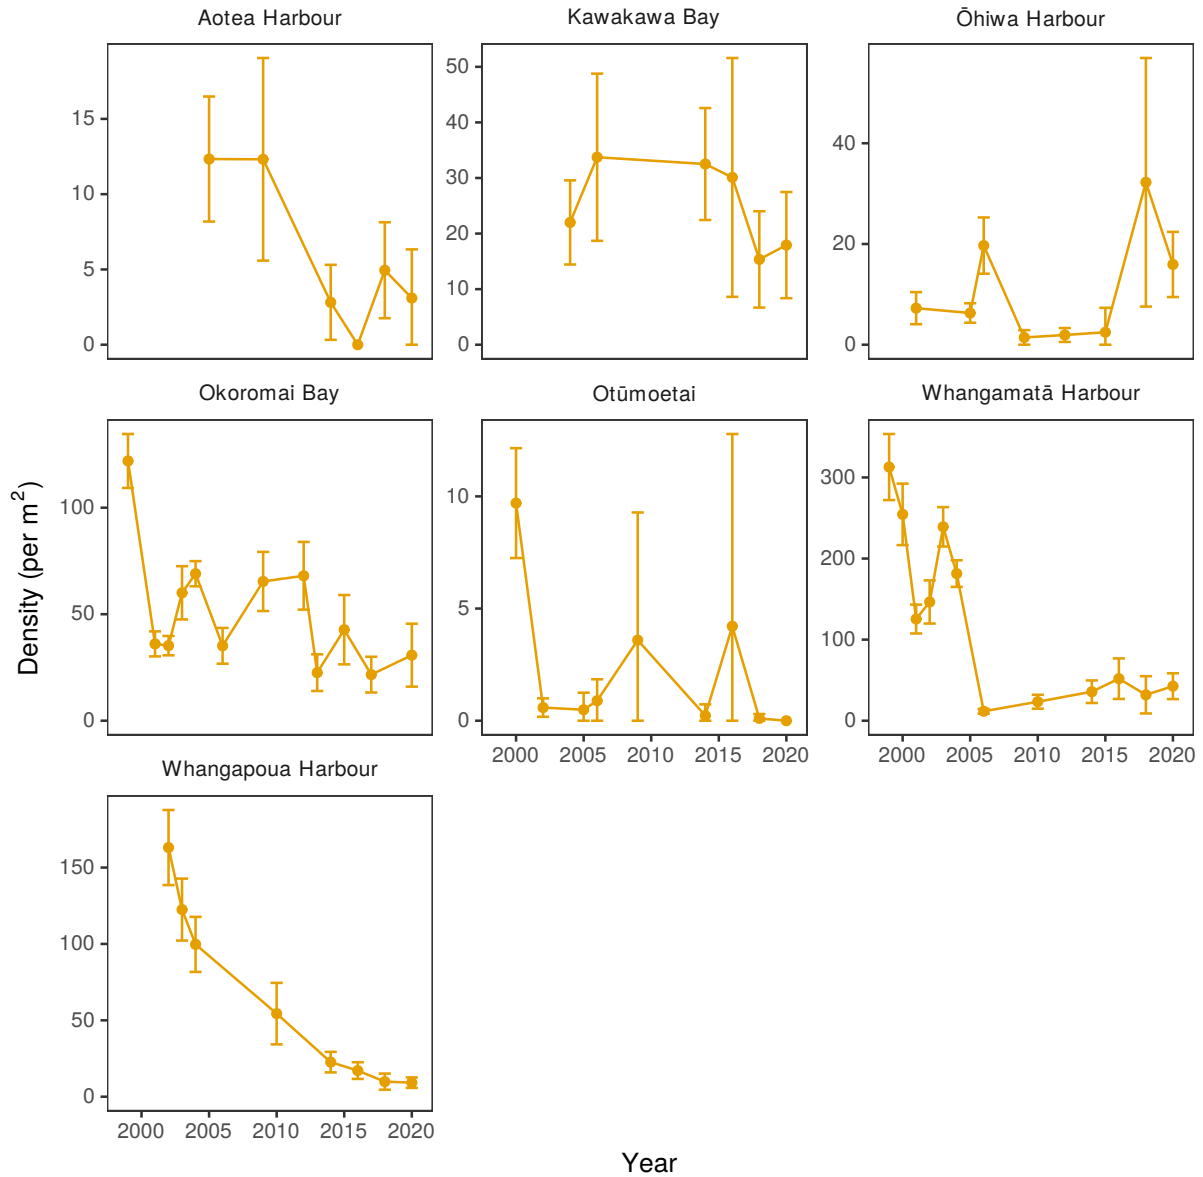 Aotea Harbour
Kawakawa Bay
Ōhiwa Harbour
15
10
5
0
50
40
30
20
10
0
40
20
0
Okoromai Bay
Otūmoetai
Whangamatā Harbour
Density (per m²)
100
50
0
10
5
0
300
200
100
0
2000 2005 2010 2015 2020
2000 2005 2010 2015 2020
Whangapoua Harbour
150
100
50
0
2000 2005 2010 2015 2020
Year